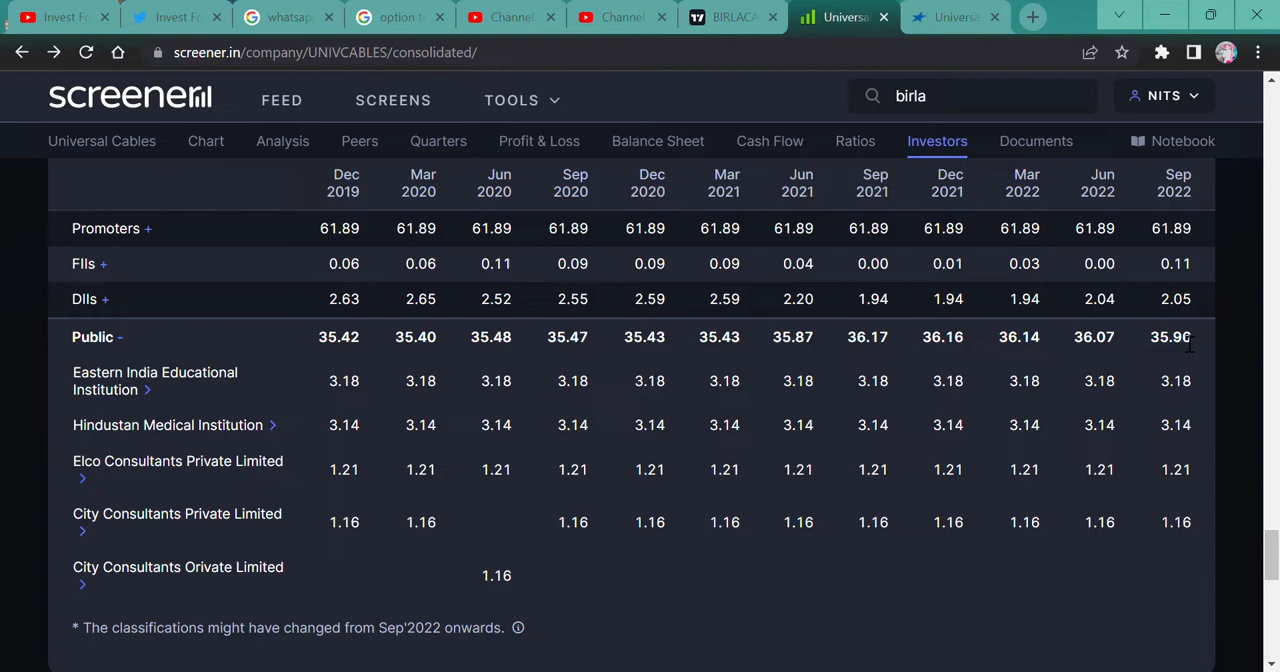 Invest Fo
Invest Fo
whatsap
option t
Channel
Channel
BIRLACA
Universa
Universa
screener.in/company/UNIVCABLES/consolidated/
screener
FEED
SCREENS
TOOLS
birla
NITS
Universal Cables
Chart
Analysis
Peers
Quarters
Profit & Loss
Balance Sheet
Cash Flow
Ratios
Investors
Documents
Notebook
Dec 2019 Mar 2020 Jun 2020 Sep 2020 Dec 2020 Mar 2021 Jun 2021 Sep 2021 Dec 2021 Mar 2022 Jun 2022 Sep 2022
Promoters + 61.89 61.89 61.89 61.89 61.89 61.89 61.89 61.89 61.89 61.89 61.89 61.89
FIIs + 0.06 0.06 0.11 0.09 0.09 0.09 0.04 0.00 0.01 0.03 0.00 0.11
DIIs + 2.63 2.65 2.52 2.55 2.59 2.59 2.20 1.94 1.94 1.94 2.04 2.05
Public - 35.42 35.40 35.48 35.47 35.43 35.43 35.87 36.17 36.16 36.14 36.07
Eastern India Educational
Institution > 3.18 3.18 3.18 3.18 3.18 3.18 3.18 3.18 3.18 3.18 3.18 3.18
Hindustan Medical Institution > 3.14 3.14 3.14 3.14 3.14 3.14 3.14 3.14 3.14 3.14 3.14 3.14
Elco Consultants Private Limited > 1.21 1.21 1.21 1.21 1.21 1.21 1.21 1.21 1.21 1.21 1.21 1.21
City Consultants Private Limited > 1.16 1.16 1.16 1.16 1.16 1.16 1.16 1.16 1.16 1.16 1.16
City Consultants Orivate Limited > 1.16
* The classifications might have changed from Sep'2022 onwards.